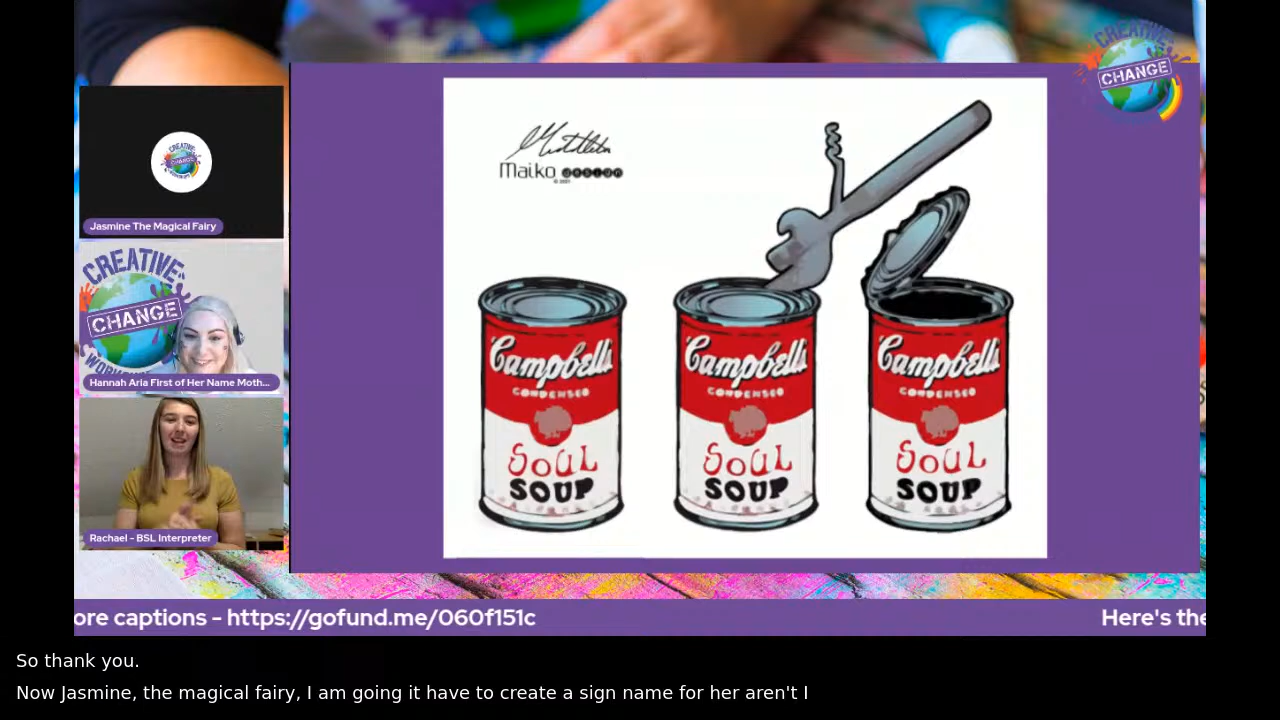 CREATIVE
CHANGE
Maiko design
© 2021
CHANGE
Jasmine The Magical Fairy
CREATIVE
CHANGE
Hannah Aria First of Her Name Moth...
Rachael - BSL Interpreter
Campbell's
CONDENSED
SOUL
SOUP
Campbell's
CONDENSED
SOUL
SOUP
Campbell's
CONDENSED
SOUL
SOUP
ore captions - https://gofund.me/060f151c
Here's the
So thank you.
Now Jasmine, the magical fairy, I am going it have to create a sign name for her aren't I